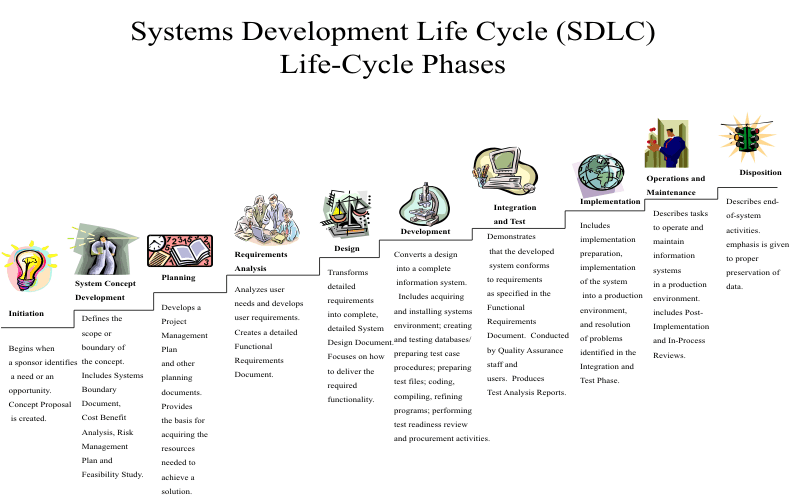 Systems Development Life Cycle (SDLC)
Life-Cycle Phases
Initiation
Begins when
a sponsor identifies
a need or an
opportunity.
Concept Proposal
is created.
System Concept
Development
Defines the
scope or
boundary of
the concept.
Includes Systems
Boundary
Document,
Cost Benefit
Analysis, Risk
Management
Plan and
Feasibility Study.
Planning
Develops a
Project
Management
Plan
and other
planning
documents.
Provides
the basis for
acquiring the
resources
needed to
achieve a
solution.
Requirements
Analysis
Analyzes user
needs and develops
user requirements.
Creates a detailed
Functional
Requirements
Document.
Design
Transforms
detailed
requirements
into complete,
detailed System
Design Document.
Focuses on how
to deliver the
required
functionality.
Development
Converts a design
into a complete
information system.
Includes acquiring
and installing systems
environment; creating
and testing databases/
preparing test case
procedures; preparing
test files; coding,
compiling, refining
programs; performing
test readiness review
and procurement activities.
Integration
and Test
Demonstrates
that the developed
system conforms
to requirements
as specified in the
Functional
Requirements
Document. Conducted
by Quality Assurance
staff and
users. Produces
Test Analysis Reports.
Implementation
Includes
implementation
preparation,
implementation
of the system
into a production
environment,
and resolution
of problems
identified in the
Integration and
Test Phase.
Operations and
Maintenance
Describes tasks
to operate and
maintain
information
systems
in a production
environment.
includes Post-
Implementation
and In-Process
Reviews.
Disposition
Describes end-
of-system
activities.
emphasis is given
to proper
preservation of
data.